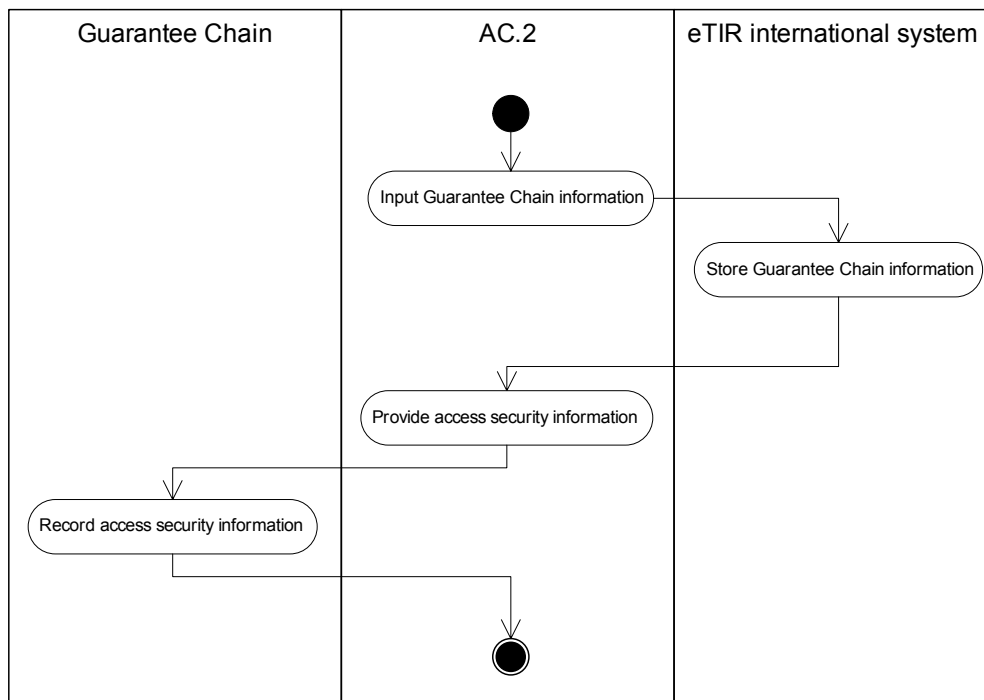 Guarantee Chain
AC.2
eTIR international system
Input Guarantee Chain information
Store Guarantee Chain information
Provide access security information
Record access security information